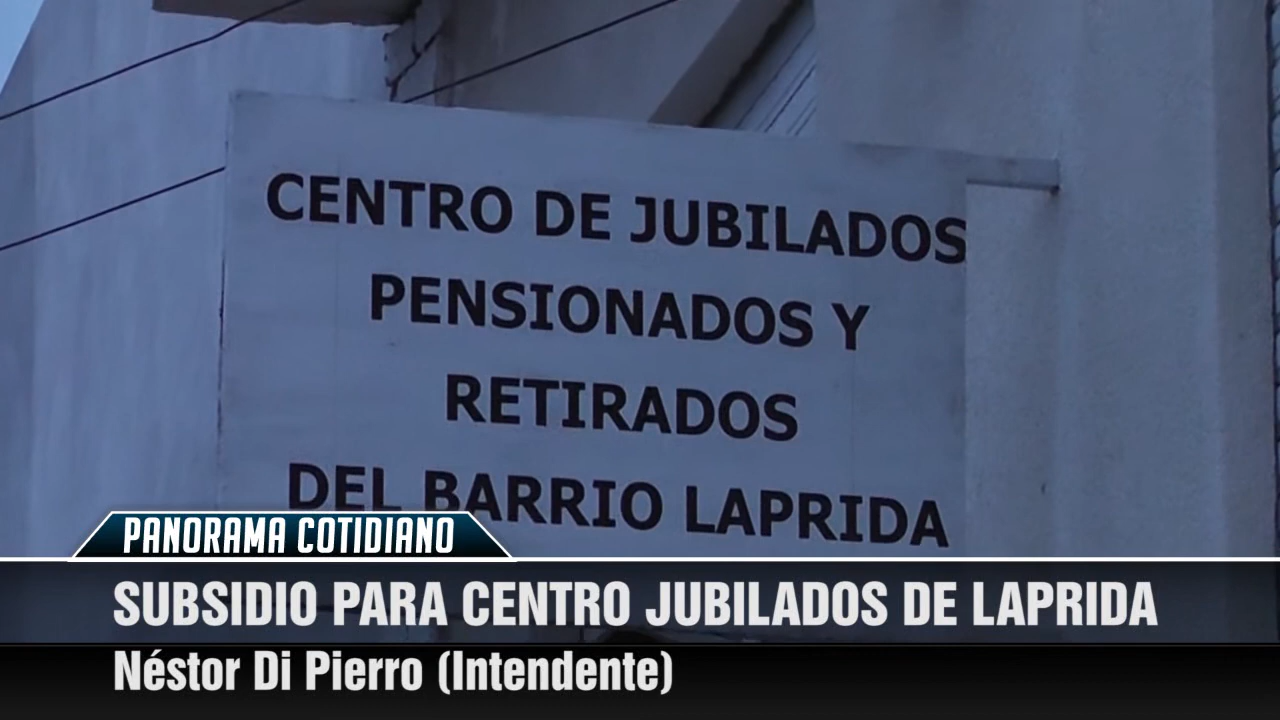 CENTRO DE JUBILADOS
PENSIONADOS Y
RETIRADOS
DEL BARRIO LAPRIDA
PANORAMA COTIDIANO
SUBSIDIO PARA CENTRO JUBILADOS DE LAPRIDA
Néstor Di Pierro (Intendente)